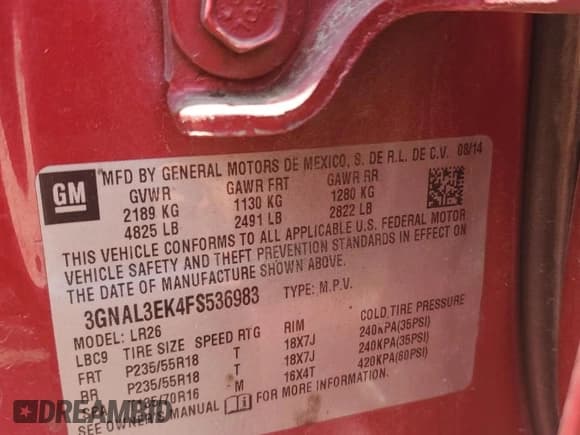 GM
MFD BY GENERAL MOTORS DE MEXICO, S. DE R.L. DE C.V. 08/14
GVWR GAWR FRT GAWR RR
2189 KG 1130 KG 1280 KG
4825 LB 2491 LB 2822 LB
THIS VEHICLE CONFORMS TO ALL APPLICABLE U.S. FEDERAL MOTOR
VEHICLE SAFETY AND THEFT PREVENTION STANDARDS IN EFFECT ON
THE DATE OF MANUFACTURE SHOWN ABOVE.
3GNAL3EK4FS536983 TYPE: M.P.V.
MODEL: LR26
LBC9 TIRE SIZE SPEED RTG RIM COLD TIRE PRESSURE
FRT P235/55R18 T 18X7J 240KPA(35PSI)
RR P235/55R18 T 18X7J 240KPA(35PSI)
SPA 70R16 M 16X4T 420KPA(60PSI)
SEE OWNER'S MANUAL FOR MORE INFORMATION.
DREAMBID